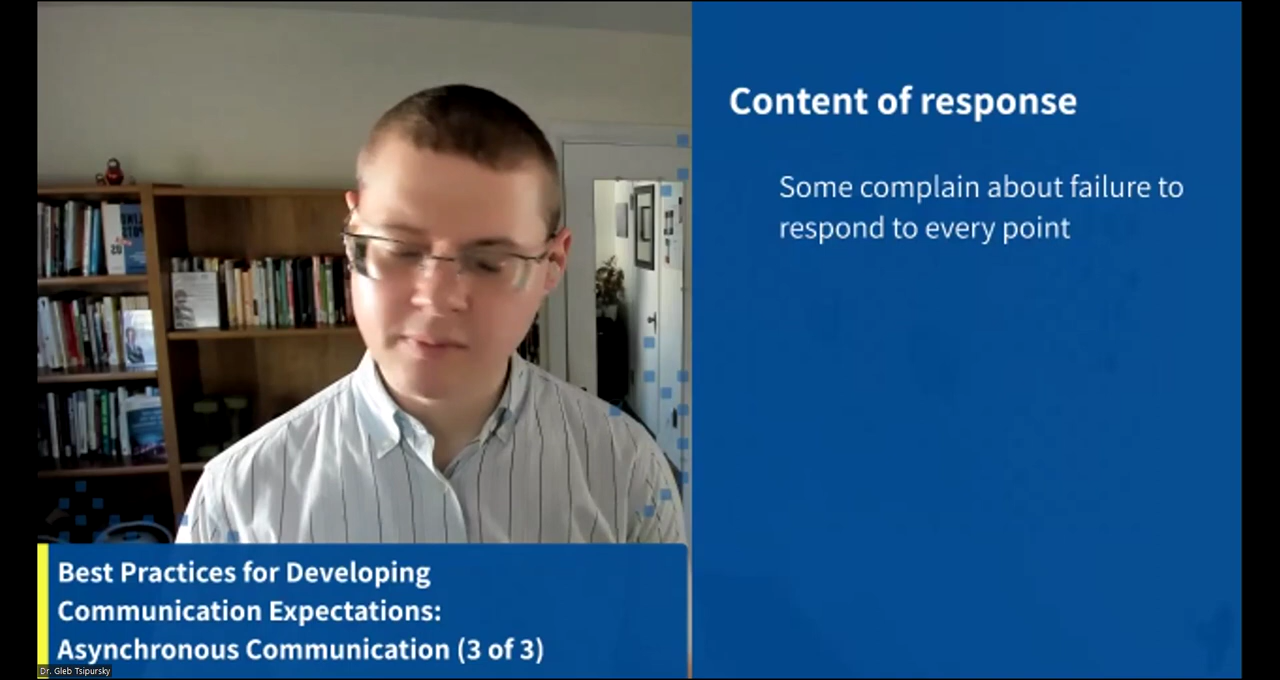 Content of response
Some complain about failure to
respond to every point
Best Practices for Developing
Communication Expectations:
Asynchronous Communication (3 of 3)
Dr. Gleb Tsipursky